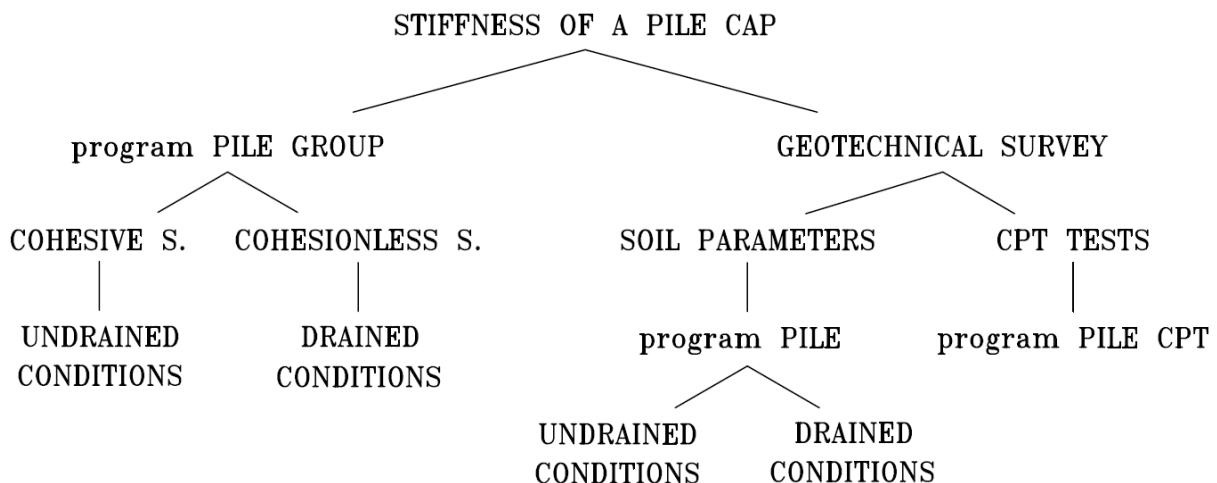 STIFFNESS OF A PILE CAP
program PILE GROUP
GEOTECHNICAL SURVEY
COHESIVE S.
COHESIONLESS S.
SOIL PARAMETERS
CPT TESTS
UNDRAINED
CONDITIONS
DRAINED
CONDITIONS
program PILE
program PILE CPT
UNDRAINED
CONDITIONS
DRAINED
CONDITIONS